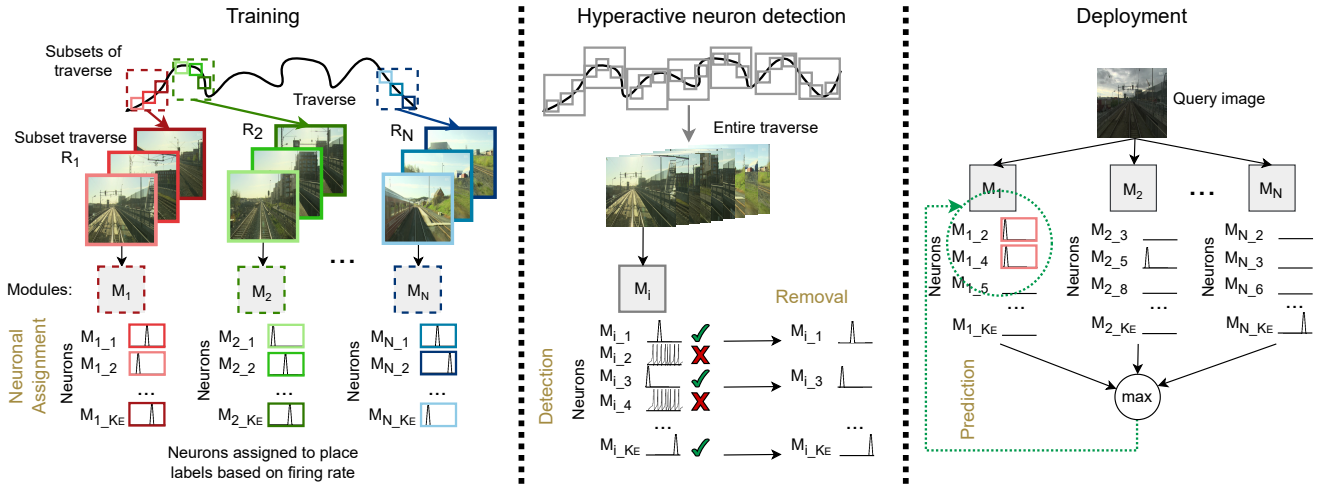 Training
Subsets of
traverse
Traverse
Subset traverse
R1
R2
RN
...
Modules:
M1
M2
MN
Neuronal
Assignment
Neurons
M1_1
M1_2
...
M1_KE
Neurons
M2_1
M2_2
...
M2_KE
Neurons
MN_1
MN_2
...
MN_KE
Neurons assigned to place
labels based on firing rate
Hyperactive neuron detection
Entire traverse
Mi
Removal
Detection
Neurons
Mi_1
Mi_2
Mi_3
Mi_4
...
Mi_KE
Mi_1
Mi_3
...
Mi_KE
Deployment
Query image
M1
M2
...
MN
Neurons
M1_2
M1_4
M1_5
...
M1_KE
Neurons
M2_3
M2_5
M2_8
...
M2_KE
Neurons
MN_2
MN_3
MN_6
...
MN_KE
Prediction
max